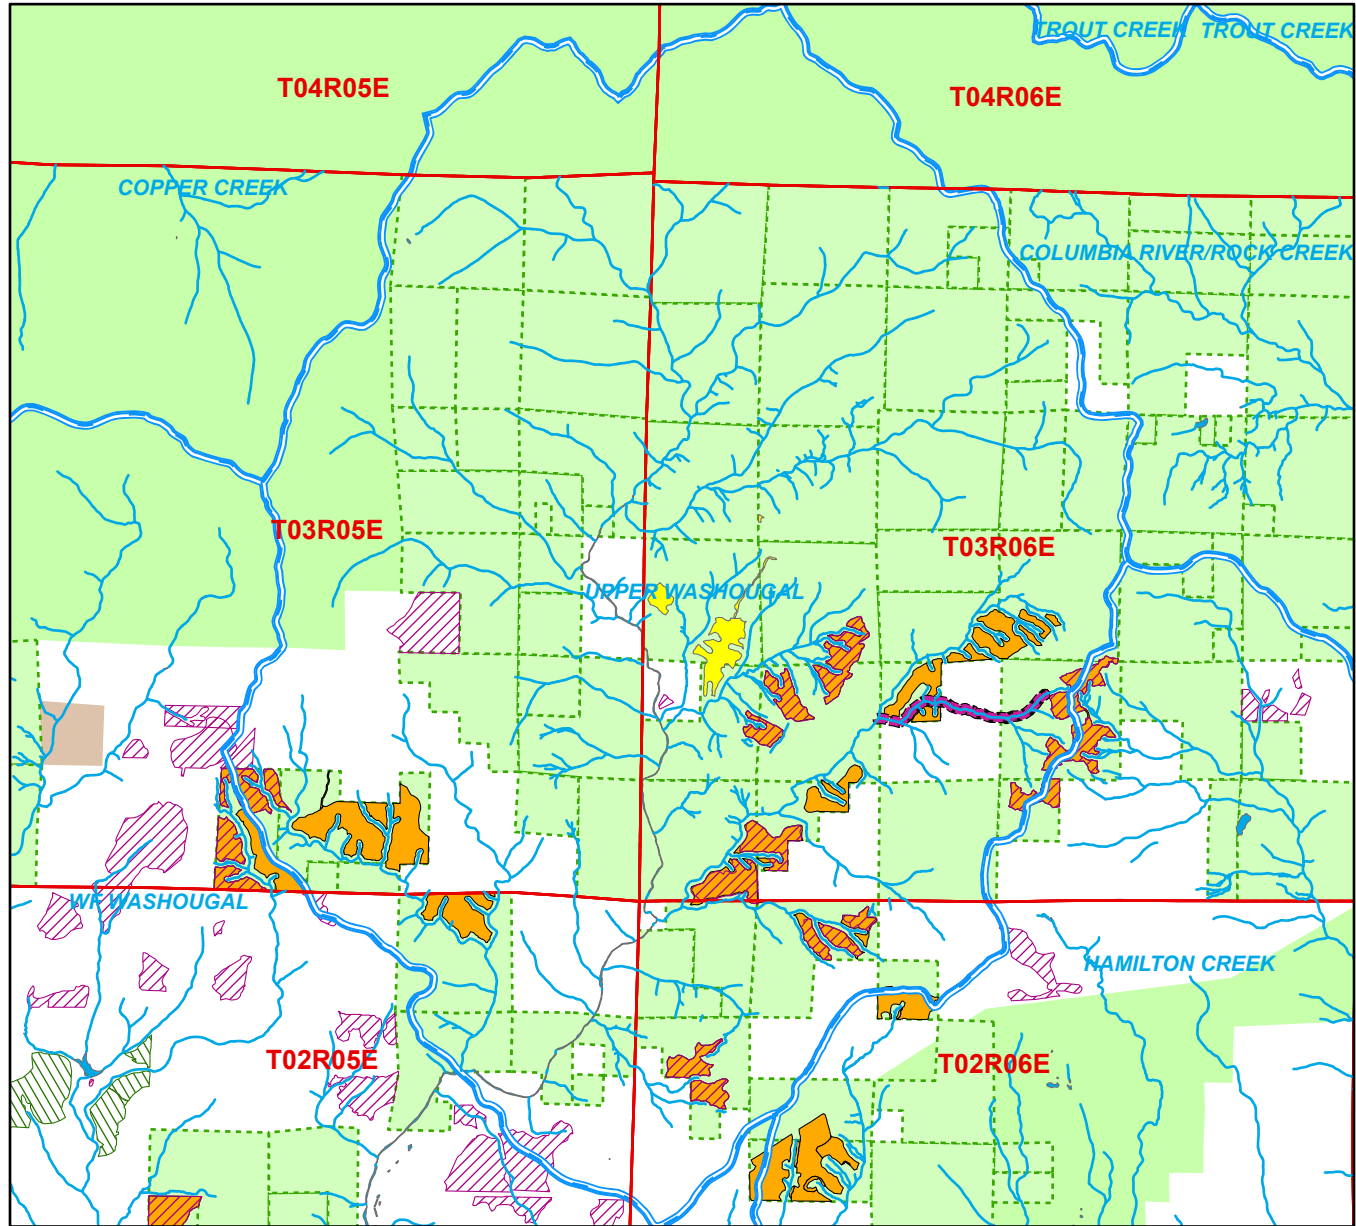 TROUT CREEK TROUT CREEK
T04R05E
T04R06E
COPPER CREEK
COLUMBIA RIVER/ROCK CREEK
T03R05E
T03R06E
UPPER WASHOUGAL
WF WASHOUGAL
HAMILTON CREEK
T02R05E
T02R06E